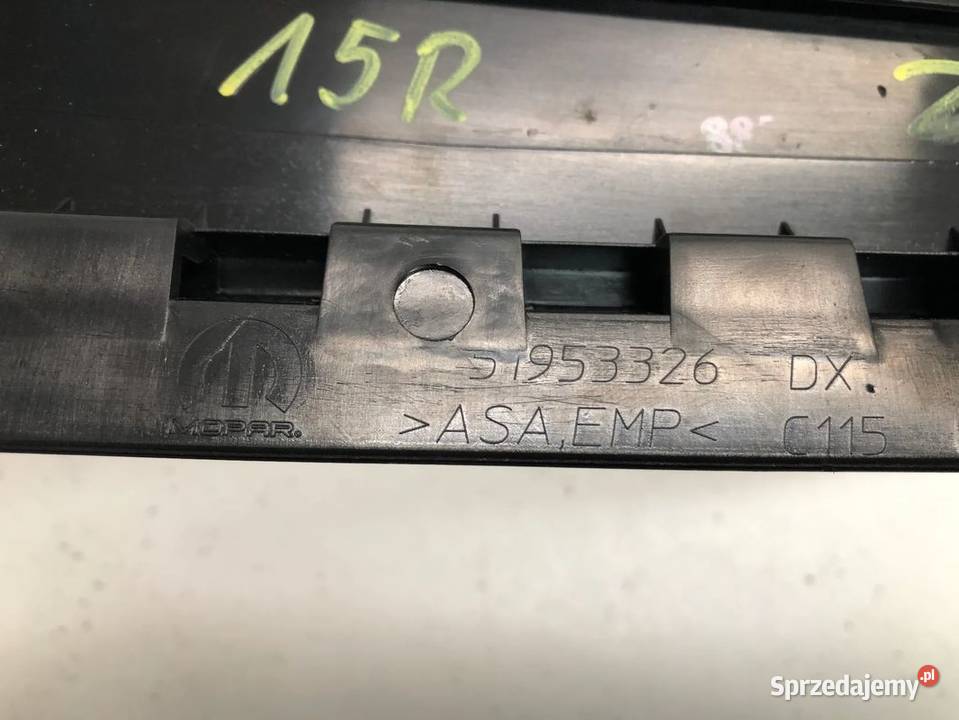 15R
51953326 DX
MOPAR. >ASA,EMP< C115
Sprzedajemy.pl